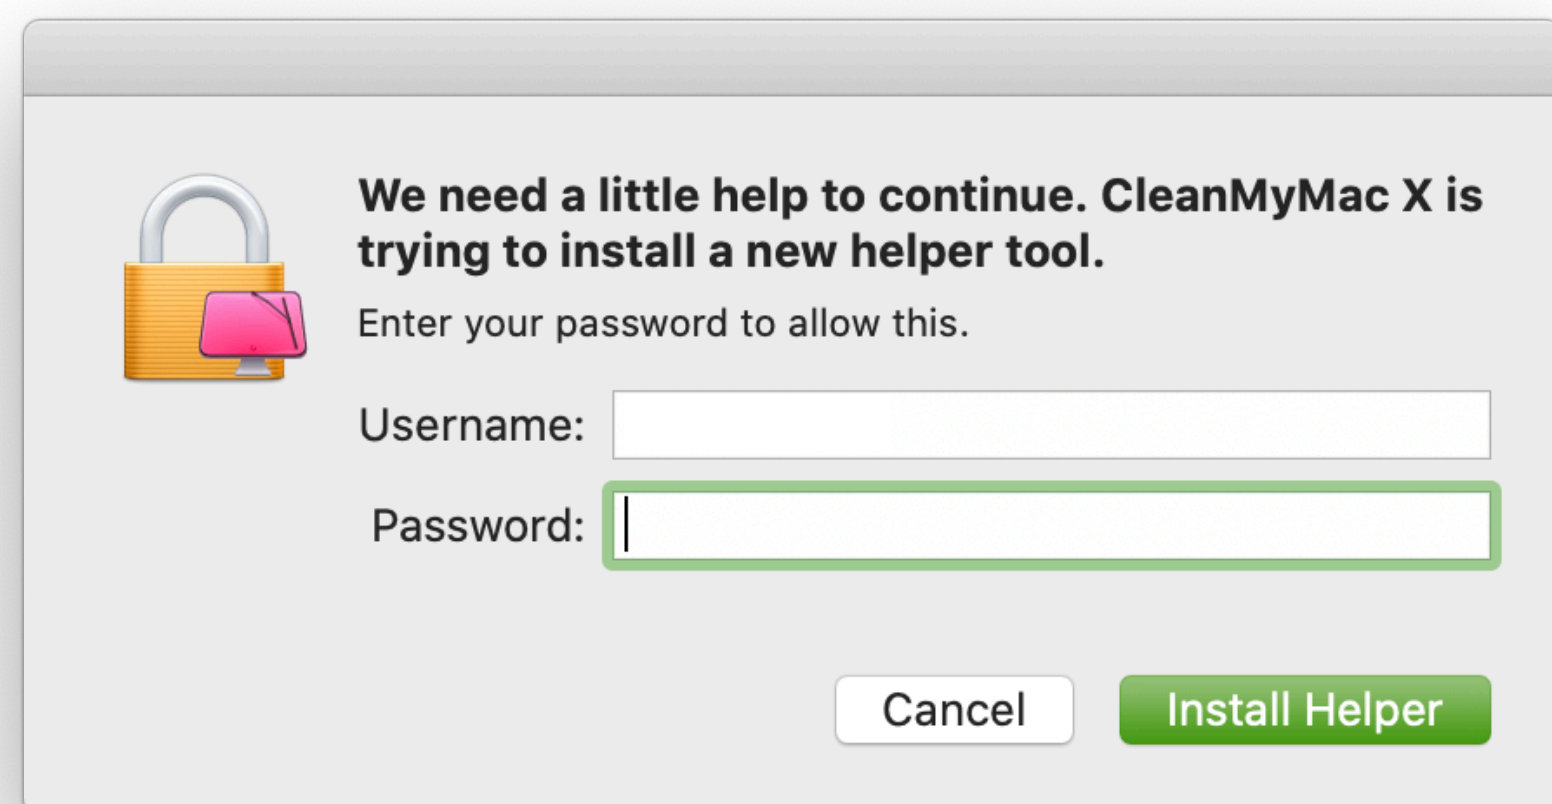 We need a little help to continue. CleanMyMac X is
trying to install a new helper tool.
Enter your password to allow this.
Username:
Password:
Cancel
Install Helper